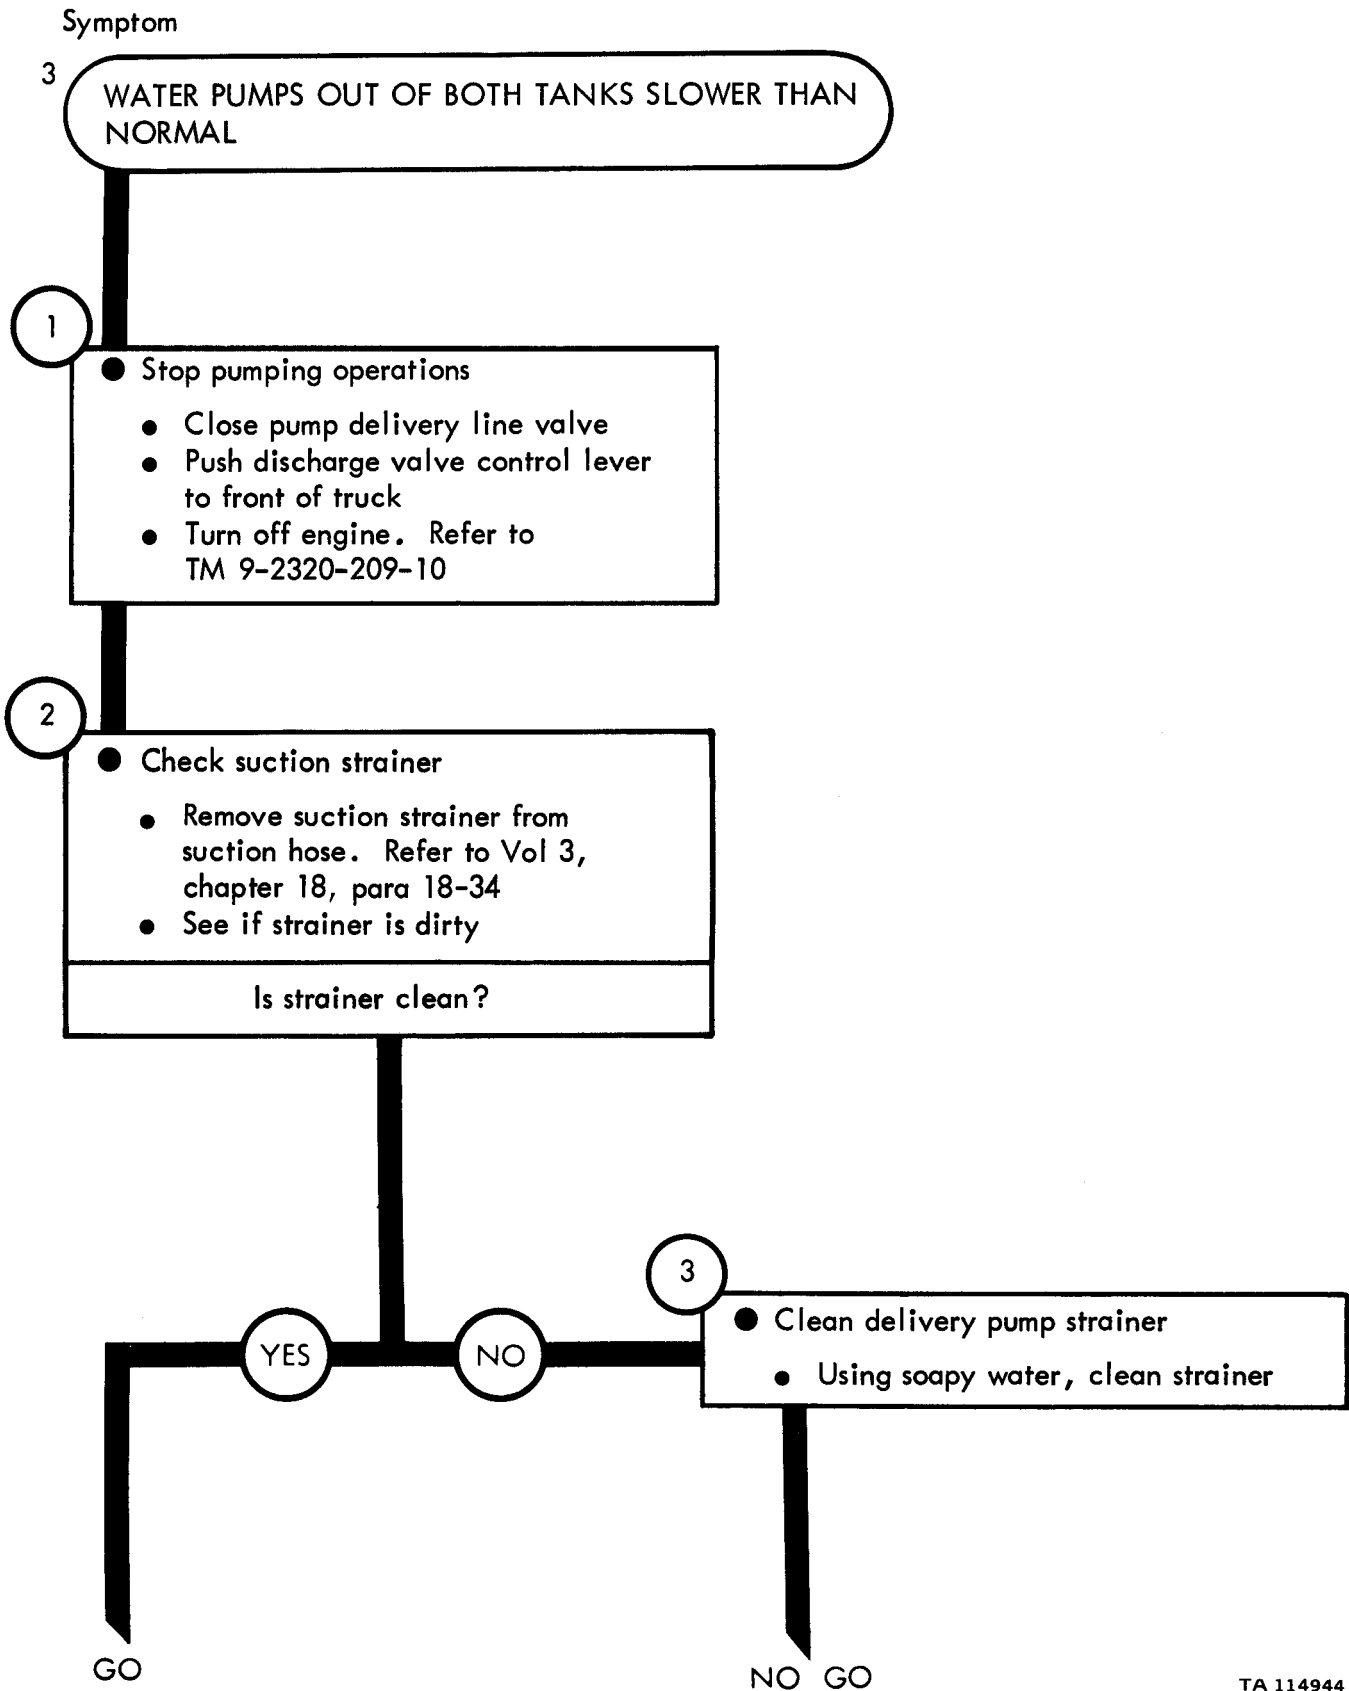 Symptom
3
WATER PUMPS OUT OF BOTH TANKS SLOWER THAN
NORMAL
1
● Stop pumping operations
● Close pump delivery line valve
● Push discharge valve control lever
to front of truck
● Turn off engine. Refer to
TM 9-2320-209-10
2
● Check suction strainer
● Remove suction strainer from
suction hose. Refer to Vol 3,
chapter 18, para 18-34
● See if strainer is dirty
Is strainer clean?
YES
NO
3
● Clean delivery pump strainer
● Using soapy water, clean strainer
GO
NO GO
TA 114944